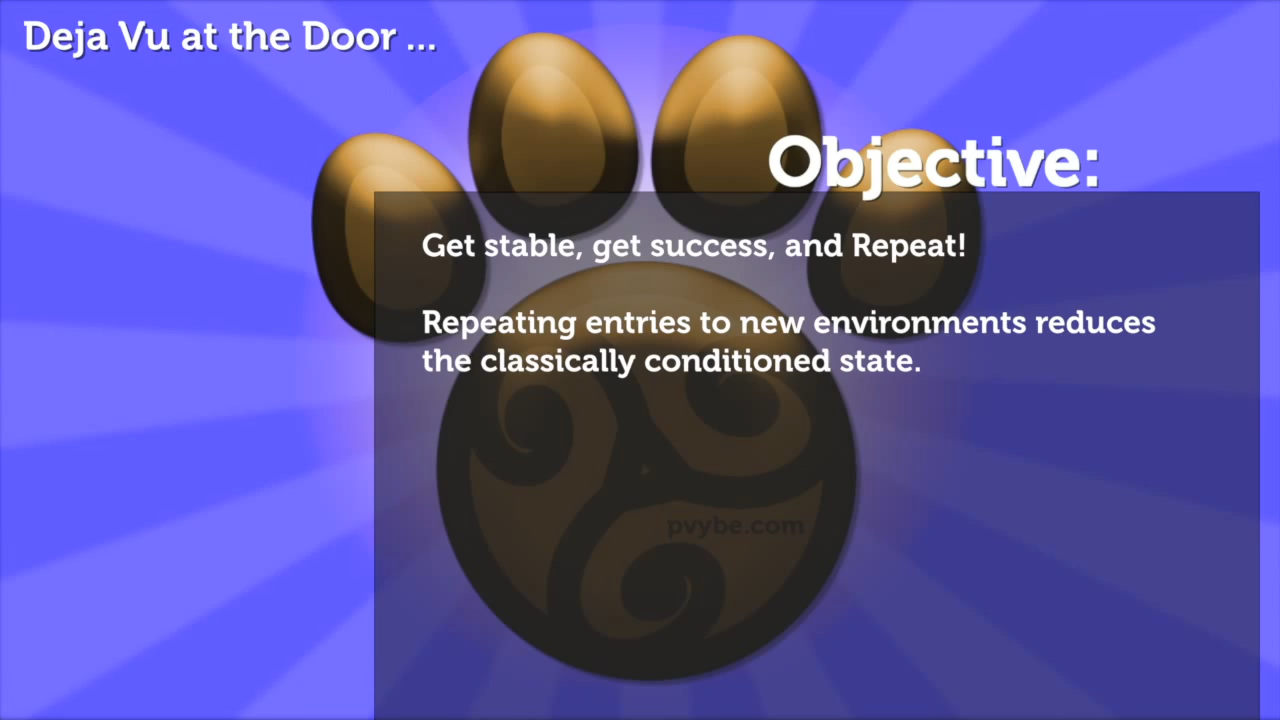 Deja Vu at the Door ...
Objective:
Get stable, get success, and Repeat!
Repeating entries to new environments reduces
the classically conditioned state.
pvybe.com